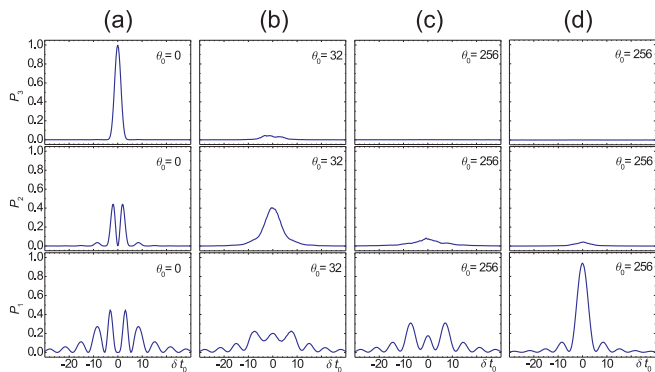 (a) (b) (c) (d)
P₃ 1.0 0.8 0.6 0.4 0.2 0.0 θ₀= 0 θ₀= 32 θ₀= 256 θ₀= 256
P₂ 1.0 0.8 0.6 0.4 0.2 0.0 θ₀= 0 θ₀= 32 θ₀= 256 θ₀= 256
P₁ 1.0 0.8 0.6 0.4 0.2 0.0 θ₀= 0 θ₀= 32 θ₀= 256 θ₀= 256
-20 -10 0 10 20 δ t₀ -20 -10 0 10 20 δ t₀ -20 -10 0 10 20 δ t₀ -20 -10 0 10 20 δ t₀